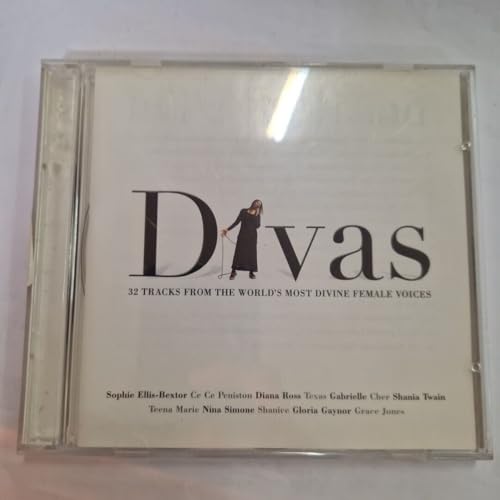 Divas
32 TRACKS FROM THE WORLD'S MOST DIVINE FEMALE VOICES
Sophie Ellis-Bextor Ce Ce Peniston Diana Ross Texas Gabrielle Cher Shania Twain
Teena Marie Nina Simone Shanice Gloria Gaynor Grace Jones